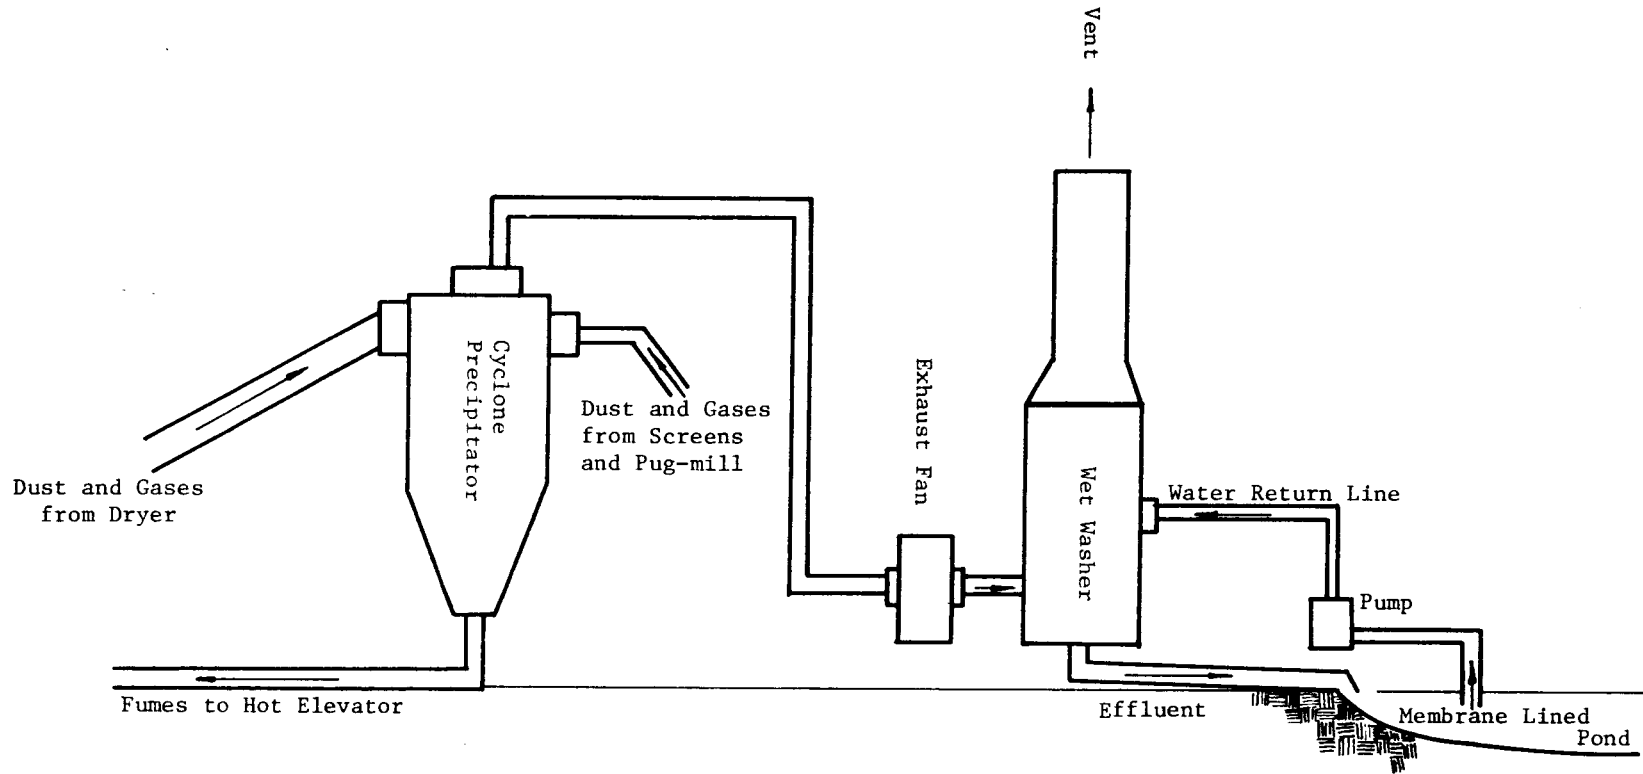 Vent
Cyclone
Precipitator
Exhaust Fan
Dust and Gases
from Screens
and Pug-mill
Dust and Gases
from Dryer
Wet Washer
Water Return Line
Pump
Fumes to Hot Elevator
Effluent
Membrane Lined
Pond